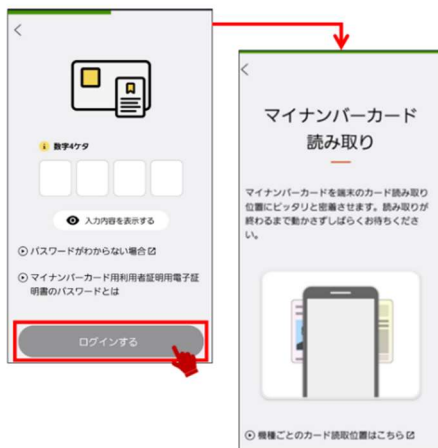 数字4ケタ
入力内容を表示する
パスワードがわからない場合
マイナンバーカード用利用者証明用電子証
明書のパスワードとは
ログインする
マイナンバーカード
読み取り
マイナンバーカードを端末のカード読み取り
位置にピッタリと密着させます。読み取りが
終わるまで動かさずしばらくお待ちくださ
い。
機種ごとのカード読取位置はこちら